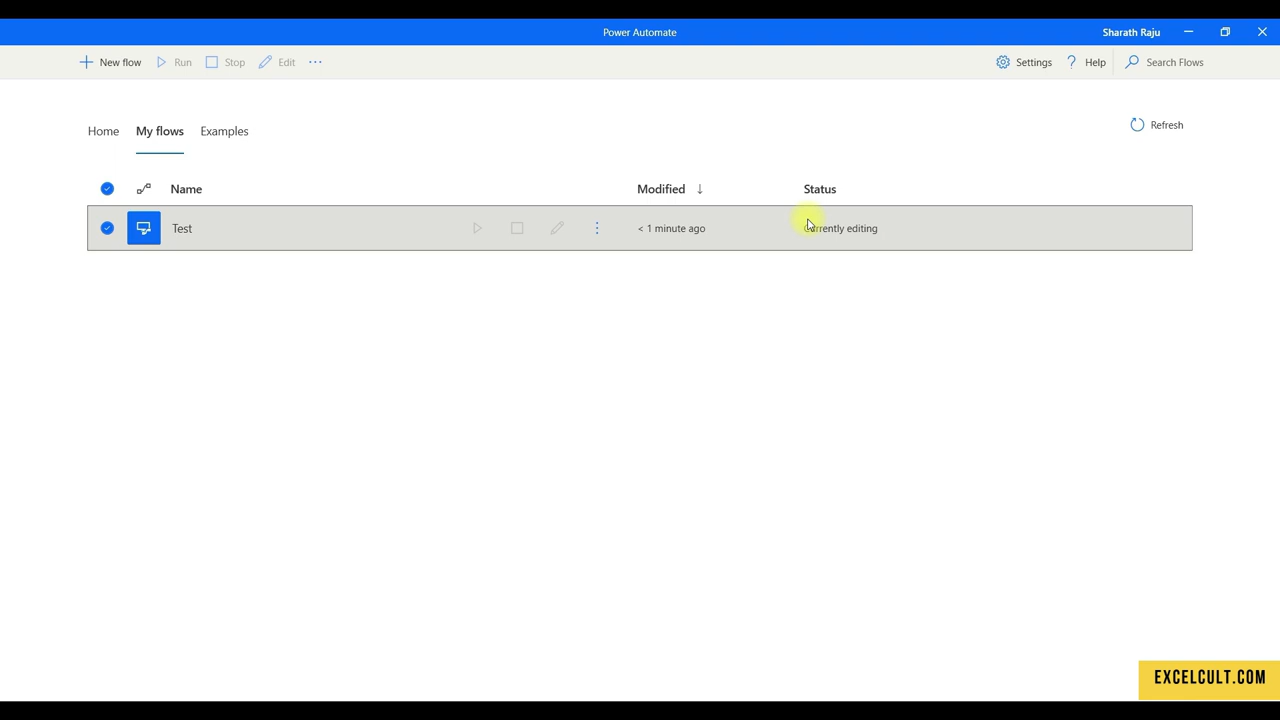 Power Automate
Sharath Raju
New flow Run Stop Edit
Settings Help Search Flows
Home My flows Examples
Refresh
Name Modified Status
Test < 1 minute ago Currently editing
EXCELCULT.COM